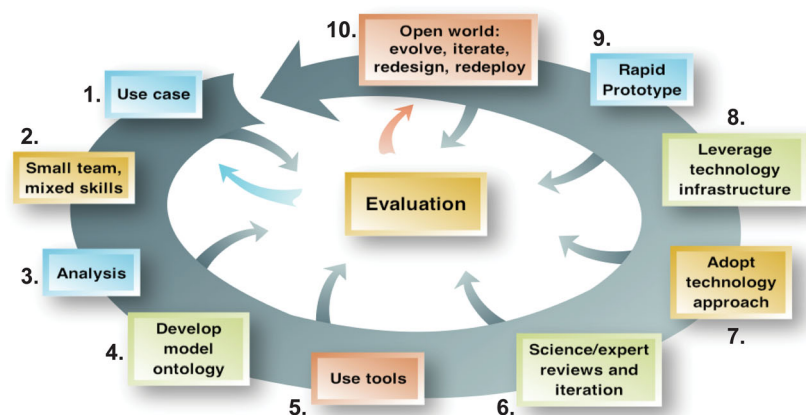 1.
Use case
2.
Small team,
mixed skills
3.
Analysis
4.
Develop
model
ontology
5.
Use tools
6.
Science/expert
reviews and
iteration
7.
Adopt
technology
approach
8.
Leverage
technology
infrastructure
9.
Rapid
Prototype
10.
Open world:
evolve, iterate,
redesign, redeploy
Evaluation